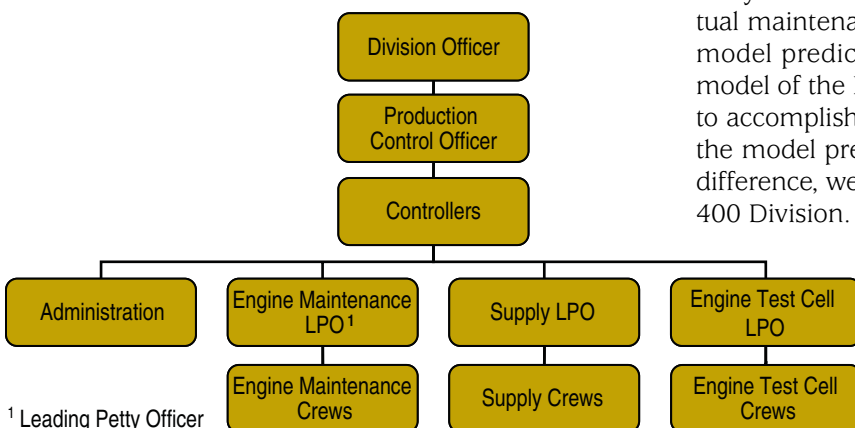 Division Officer
Production
Control Officer
Controllers
Administration
Engine Maintenance
LPO¹
Supply LPO
Engine Test Cell
LPO
Engine Maintenance
Crews
Supply Crews
Engine Test Cell
Crews
¹ Leading Petty Officer
tual maintena
model predic
model of the
to accomplish
the model pre
difference, we
400 Division.